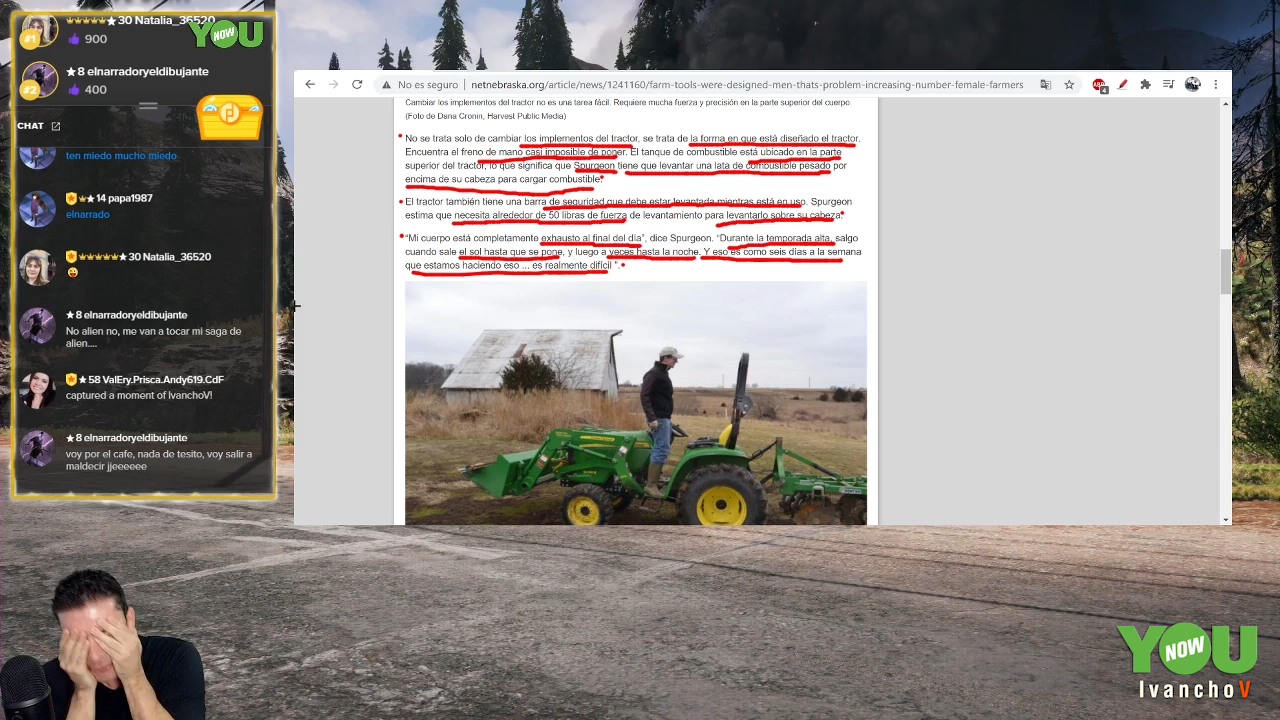 30 Natalia_36520
#1
900
YOU
NOW
8 elnarradoryeldibujante
#2
400
CHAT
ten miedo mucho miedo
14 papa1987
elnarrado
30 Natalia_36520
8 elnarradoryeldibujante
No alien no, me van a tocar mi saga de
alien....
58 ValEry.Prisca.Andy619.CdF
captured a moment of IvanchoV!
8 elnarradoryeldibujante
voy por el cafe, nada de tesito, voy salir a
maldecir jjeeeeee
No es seguro | netnebraska.org/article/news/1241160/farm-tools-were-designed-men-thats-problem-increasing-number-female-farmers
4
Cambiar los implementos del tractor no es una tarea fácil. Requiere mucha fuerza y precisión en la parte superior del cuerpo
(Foto de Dana Cronin, Harvest Public Media)
No se trata solo de cambiar los implementos del tractor, se trata de la forma en que está diseñado el tractor.
Encuentra el freno de mano casi imposible de poner. El tanque de combustible está ubicado en la parte
superior del tractor, lo que significa que Spurgeon tiene que levantar una lata de combustible pesado por
encima de su cabeza para cargar combustible.
El tractor también tiene una barra de seguridad que debe estar levantada mientras está en uso. Spurgeon
estima que necesita alrededor de 50 libras de fuerza de levantamiento para levantarlo sobre su cabeza.
“Mi cuerpo está completamente exhausto al final del día”, dice Spurgeon. “Durante la temporada alta, salgo
cuando sale el sol hasta que se pone, y luego a veces hasta la noche. Y eso es como seis días a la semana
que estamos haciendo eso ... es realmente difícil ”.
YOU
NOW
IvanchoV